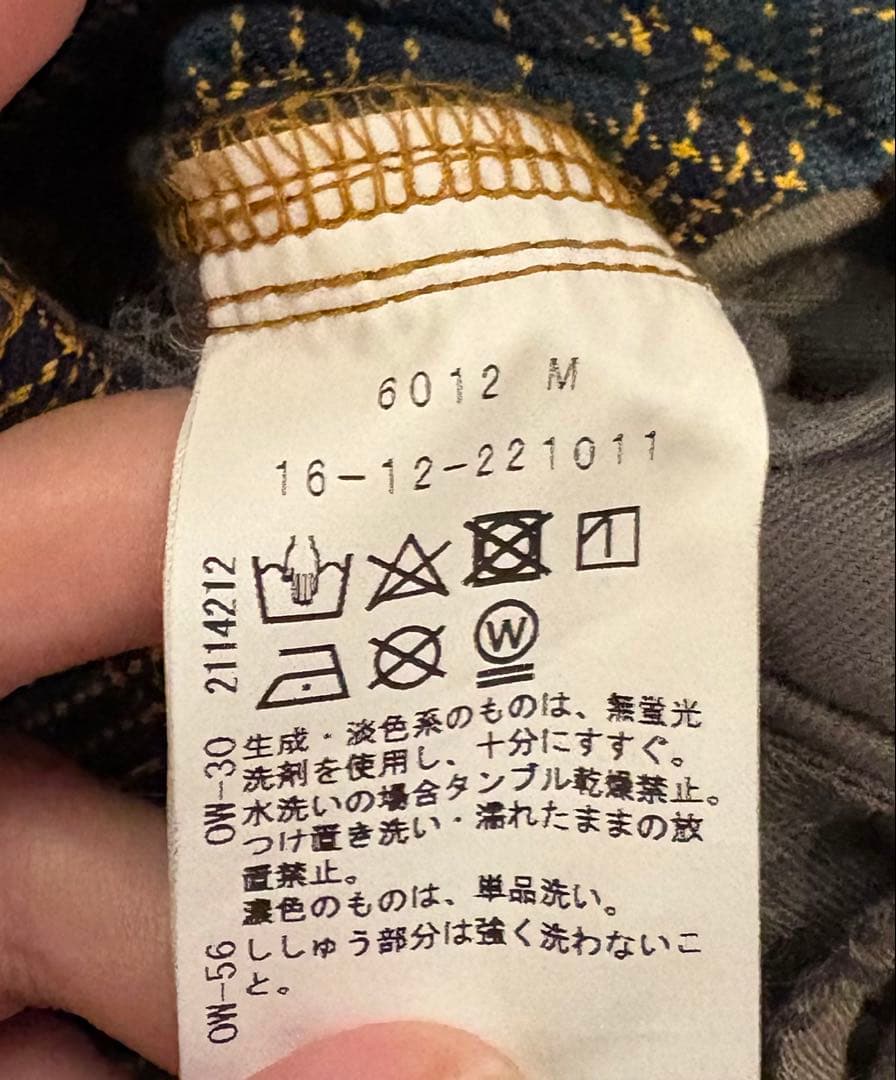 6012 M
16-12-221011
2114212
W
OW-30
生成・淡色系のものは、無蛍光
洗剤を使用し、十分にすすぐ。
水洗いの場合タンブル乾燥禁止。
つけ置き洗い・濡れたままの放
置禁止。
濃色のものは、単品洗い。
OW-56
ししゅう部分は強く洗わないこ
と。